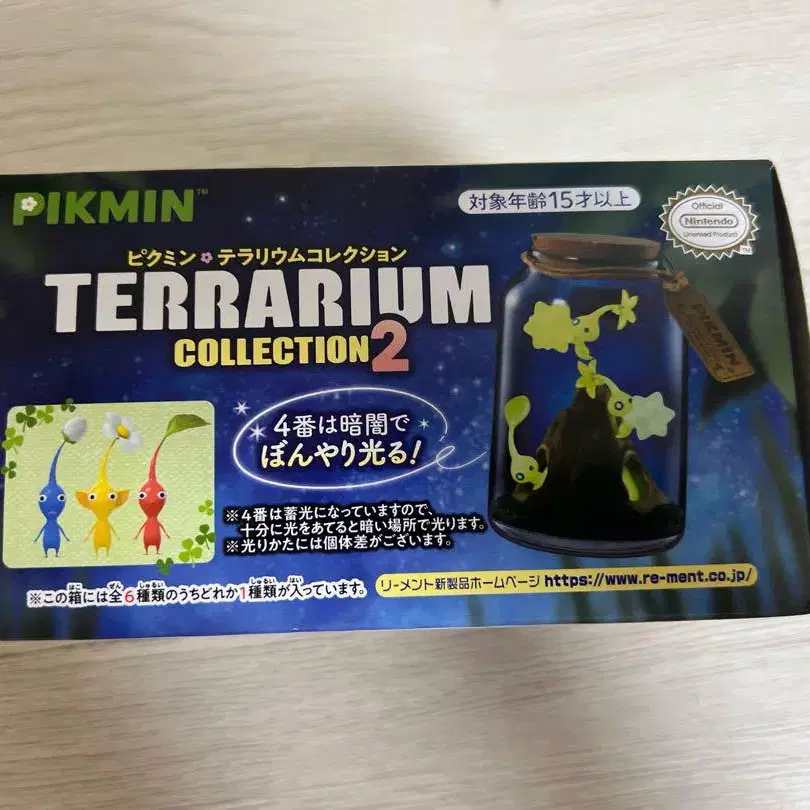 PIKMIN™
対象年齢15才以上
Official
Nintendo
Licensed Product
ピクミン テラリウムコレクション
TERRARIUM
COLLECTION2
PIKMIN
4番は暗闇で
ぼんやり光る!
※4番は蓄光になっていますので、
十分に光をあてると暗い場所で光ります。
※光りかたには個体差がございます。
※この箱には全6種類のうちどれか1種類が入っています。
リーメント新製品ホームページ https://www.re-ment.co.jp/